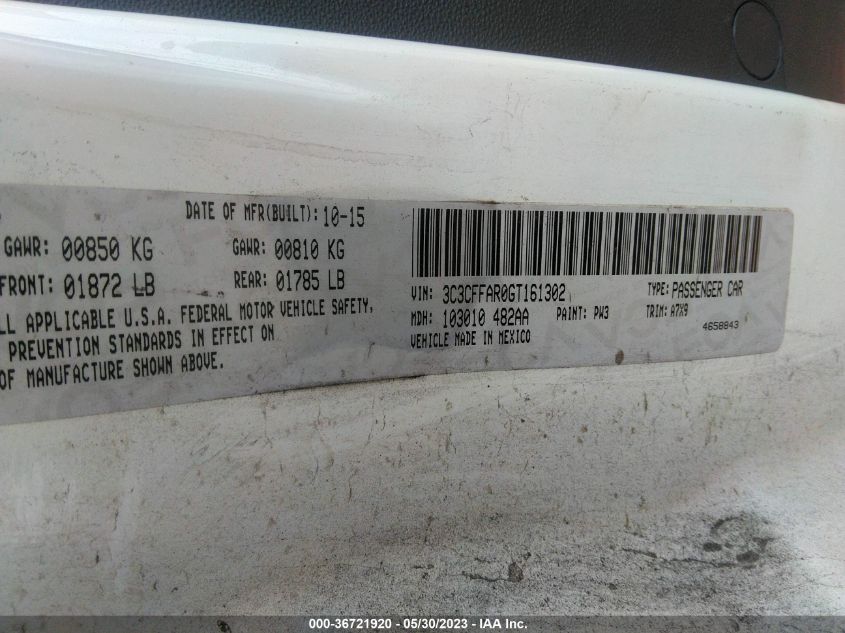 DATE OF MFR(BUILT): 10-15
GAWR: 00850 KG GAWR: 00810 KG
FRONT: 01872 LB REAR: 01785 LB
ALL APPLICABLE U.S.A. FEDERAL MOTOR VEHICLE SAFETY,
PREVENTION STANDARDS IN EFFECT ON
OF MANUFACTURE SHOWN ABOVE.
VIN: 3C3CFFAR0GT161302 TYPE: PASSENGER CAR
MDH: 103010 482AA PAINT: PW3 TRIM: A7X9
VEHICLE MADE IN MEXICO 4658843
000-36721920 - 05/30/2023 - IAA Inc.